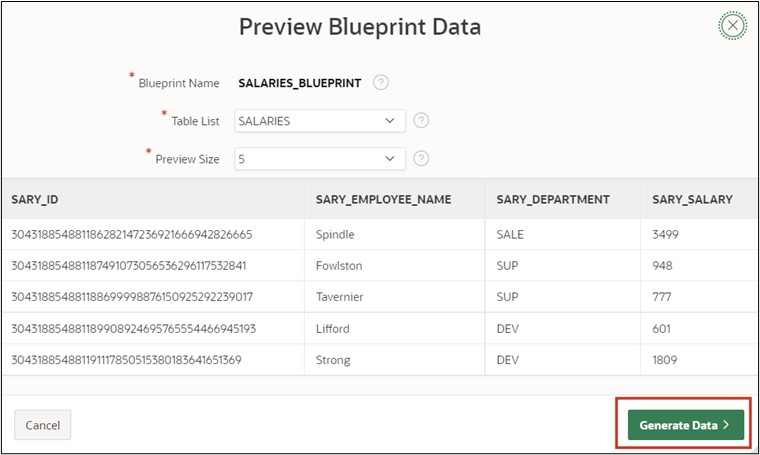 Preview Blueprint Data
* Blueprint Name SALARIES_BLUEPRINT ?
* Table List SALARIES ?
* Preview Size 5 ?
SARY_ID SARY_EMPLOYEE_NAME SARY_DEPARTMENT SARY_SALARY
304318854881186282147236921666942826665 Spindle SALE 3499
304318854881187491073056536296117532841 Fowlston SUP 948
304318854881188699998876150925292239017 Tavernier SUP 777
304318854881189908924695765554466945193 Lifford DEV 601
304318854881191117850515380183641651369 Strong DEV 1809
Cancel Generate Data >